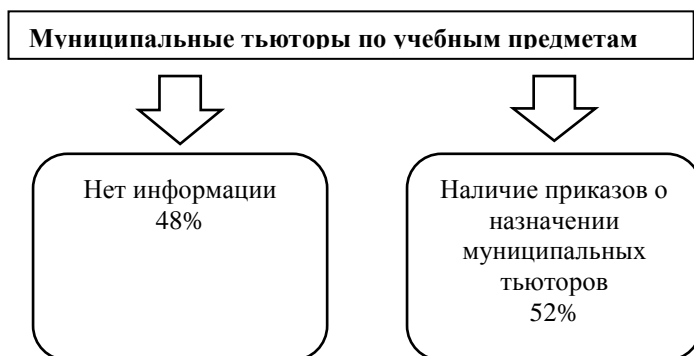 Муниципальные тьюторы по учебным предметам
Нет информации
48%
Наличие приказов о
назначении
муниципальных
тьюторов
52%